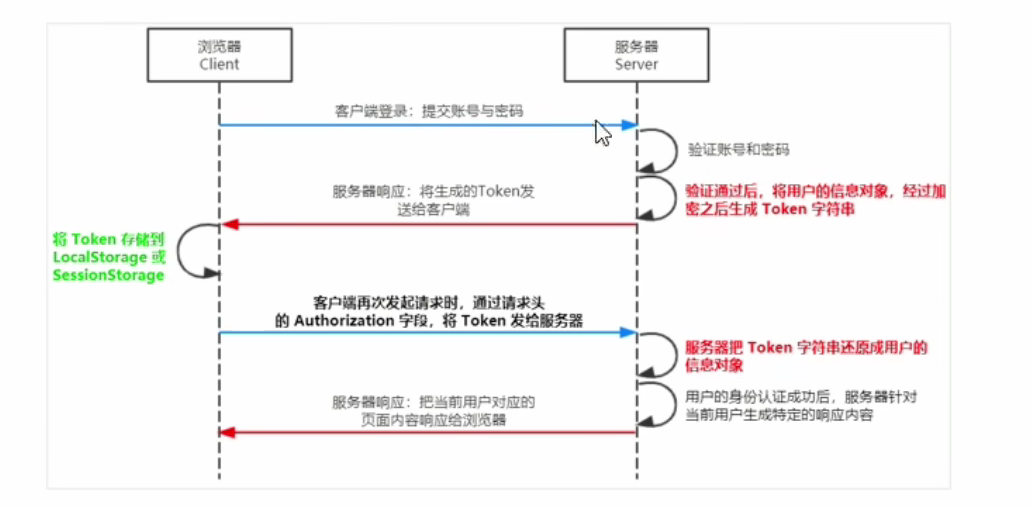 浏览器
Client
服务器
Server
客户端登录：提交账号与密码
验证账号和密码
服务器响应：将生成的Token发
送给客户端
验证通过后，将用户的信息对象，经过加
密之后生成 Token 字符串
将 Token 存储到
LocalStorage 或
SessionStorage
客户端再次发起请求时，通过请求头
的 Authorization 字段，将 Token 发给服务器
服务器把 Token 字符串还原成用户的
信息对象
用户的身份认证成功后，服务器针对
当前用户生成特定的响应内容
服务器响应：把当前用户对应的
页面内容响应给浏览器